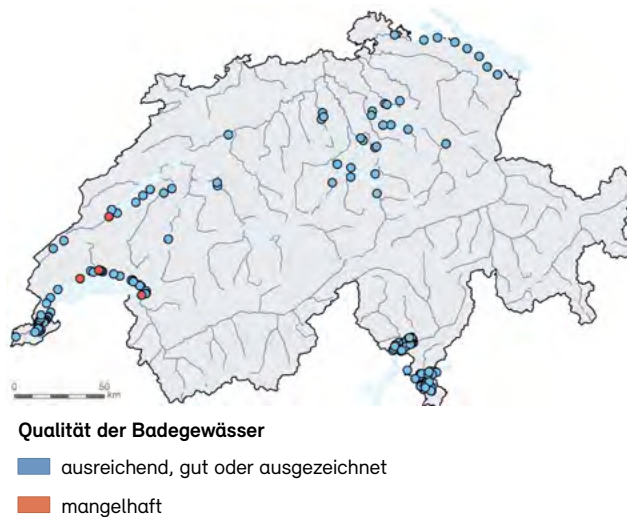 0 50
km
Qualität der Badegewässer
ausreichend, gut oder ausgezeichnet
mangelhaft